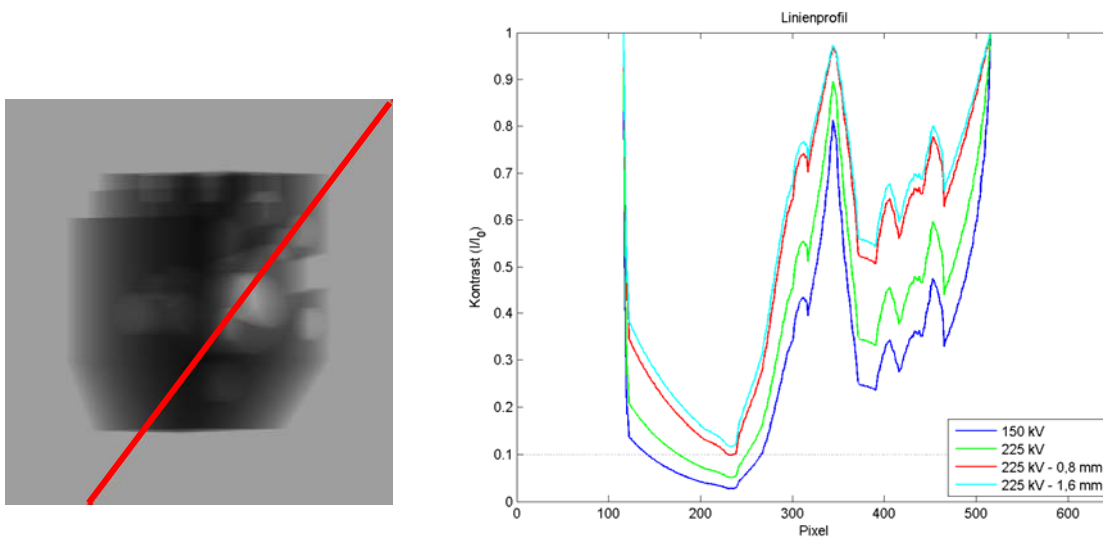 Linienprofil
1
0.9
0.8
0.7
0.6
0.5
0.4
0.3
0.2
0.1
0
Kontrast (I/I0)
0 100 200 300 400 500 600
Pixel
150 kV
225 kV
225 kV - 0,8 mm
225 kV - 1,6 mm